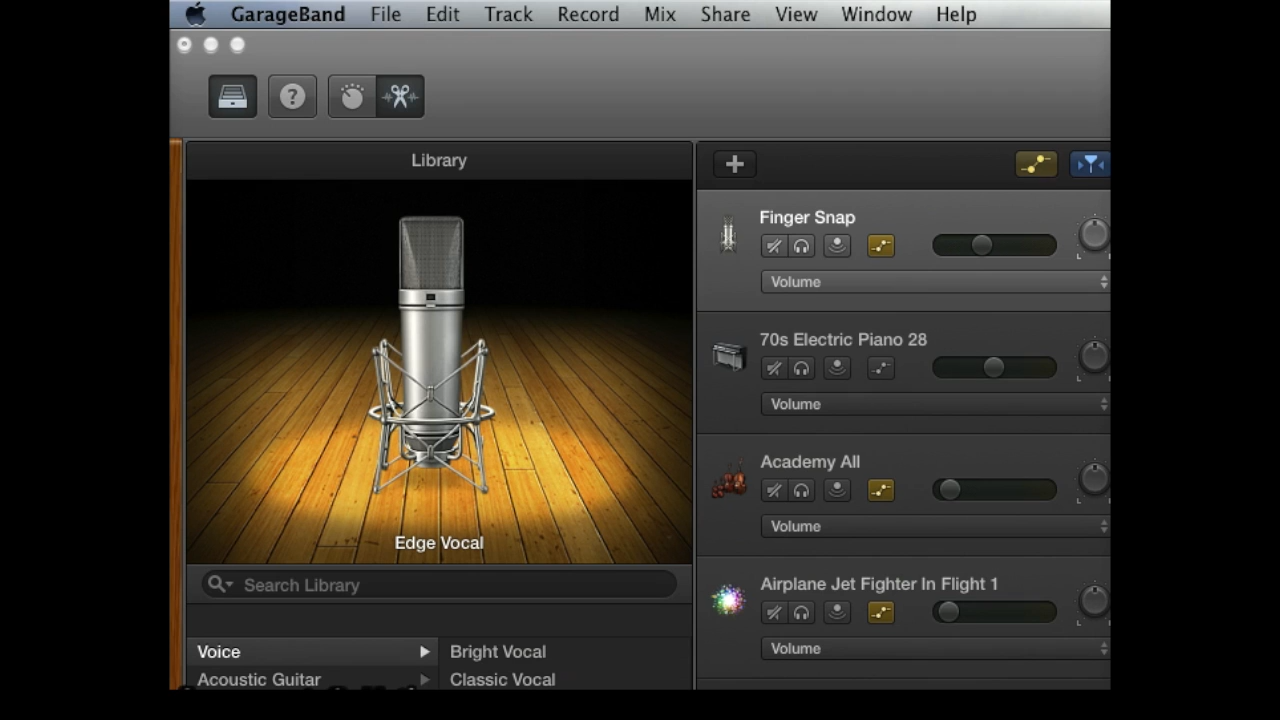 GarageBand File Edit Track Record Mix Share View Window Help
?
Library
Edge Vocal
Search Library
Voice
Bright Vocal
Acoustic Guitar
Classic Vocal
Finger Snap
Volume
70s Electric Piano 28
Volume
Academy All
Volume
Airplane Jet Fighter In Flight 1
Volume